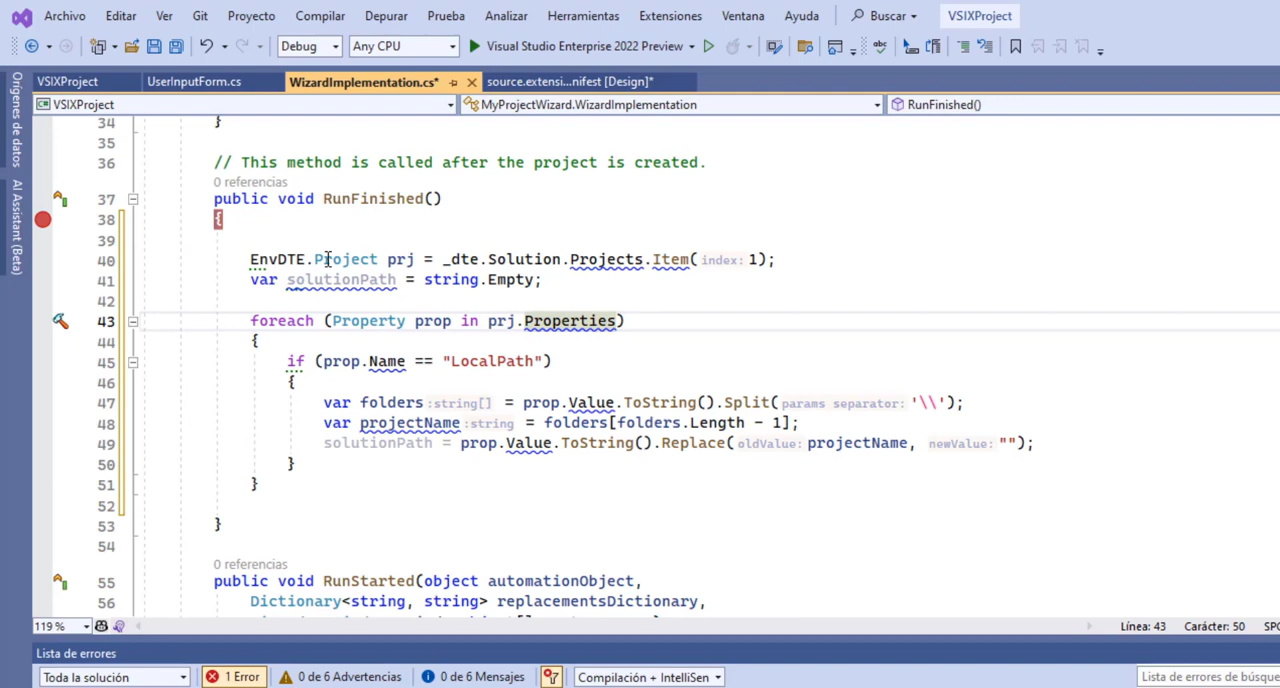 Archivo Editar Ver Git Proyecto Compilar Depurar Prueba Analizar Herramientas Extensiones Ventana Ayuda Buscar VSIXProject
Debug Any CPU Visual Studio Enterprise 2022 Preview
VSIXProject UserInputForm.cs WizardImplementation.cs* source.extensi...nifest [Design]*
VSIXProject MyProjectWizard.WizardImplementation RunFinished()
Orígenes de datos
AI Assistant (Beta)
34 }
35
36 // This method is called after the project is created.
0 referencias
37 public void RunFinished()
38 {
39
40 EnvDTE.Project prj = _dte.Solution.Projects.Item(index: 1);
41 var solutionPath = string.Empty;
42
43 foreach (Property prop in prj.Properties)
44 {
45 if (prop.Name == "LocalPath")
46 {
47 var folders :string[] = prop.Value.ToString().Split(params separator: '\\');
48 var projectName :string = folders[folders.Length - 1];
49 solutionPath = prop.Value.ToString().Replace(oldValue: projectName, newValue: "");
50 }
51 }
52
53 }
54
0 referencias
55 public void RunStarted(object automationObject,
56 Dictionary<string, string> replacementsDictionary,
119 % Línea: 43 Carácter: 50 SPC
Lista de errores
Toda la solución 1 Error 0 de 6 Advertencias 0 de 6 Mensajes Compilación + IntelliSen Lista de errores de búsque